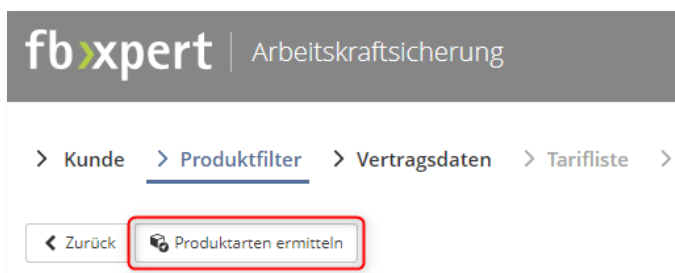 fb»xpert | Arbeitskraftsicherung
> Kunde > Produktfilter > Vertragsdaten > Tarifliste >
Zurück Produktarten ermitteln